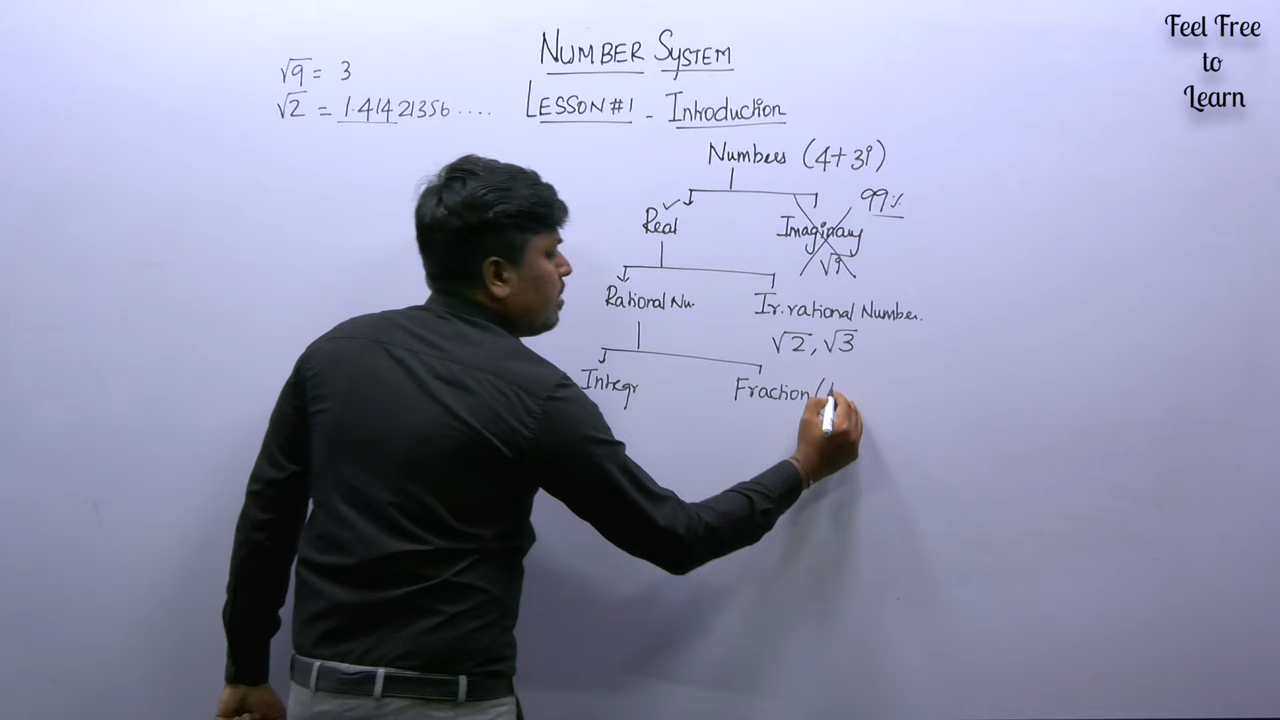 NUMBER SYSTEM
LESSON #1 - Introduction
√9 = 3
√2 = 1.41421356....
Numbers (4+3i)
99%
Real Imaginary
√9
Rational Nu. Ir.rational Number.
√2, √3
Integr Fraction (
Feel Free
to
Learn